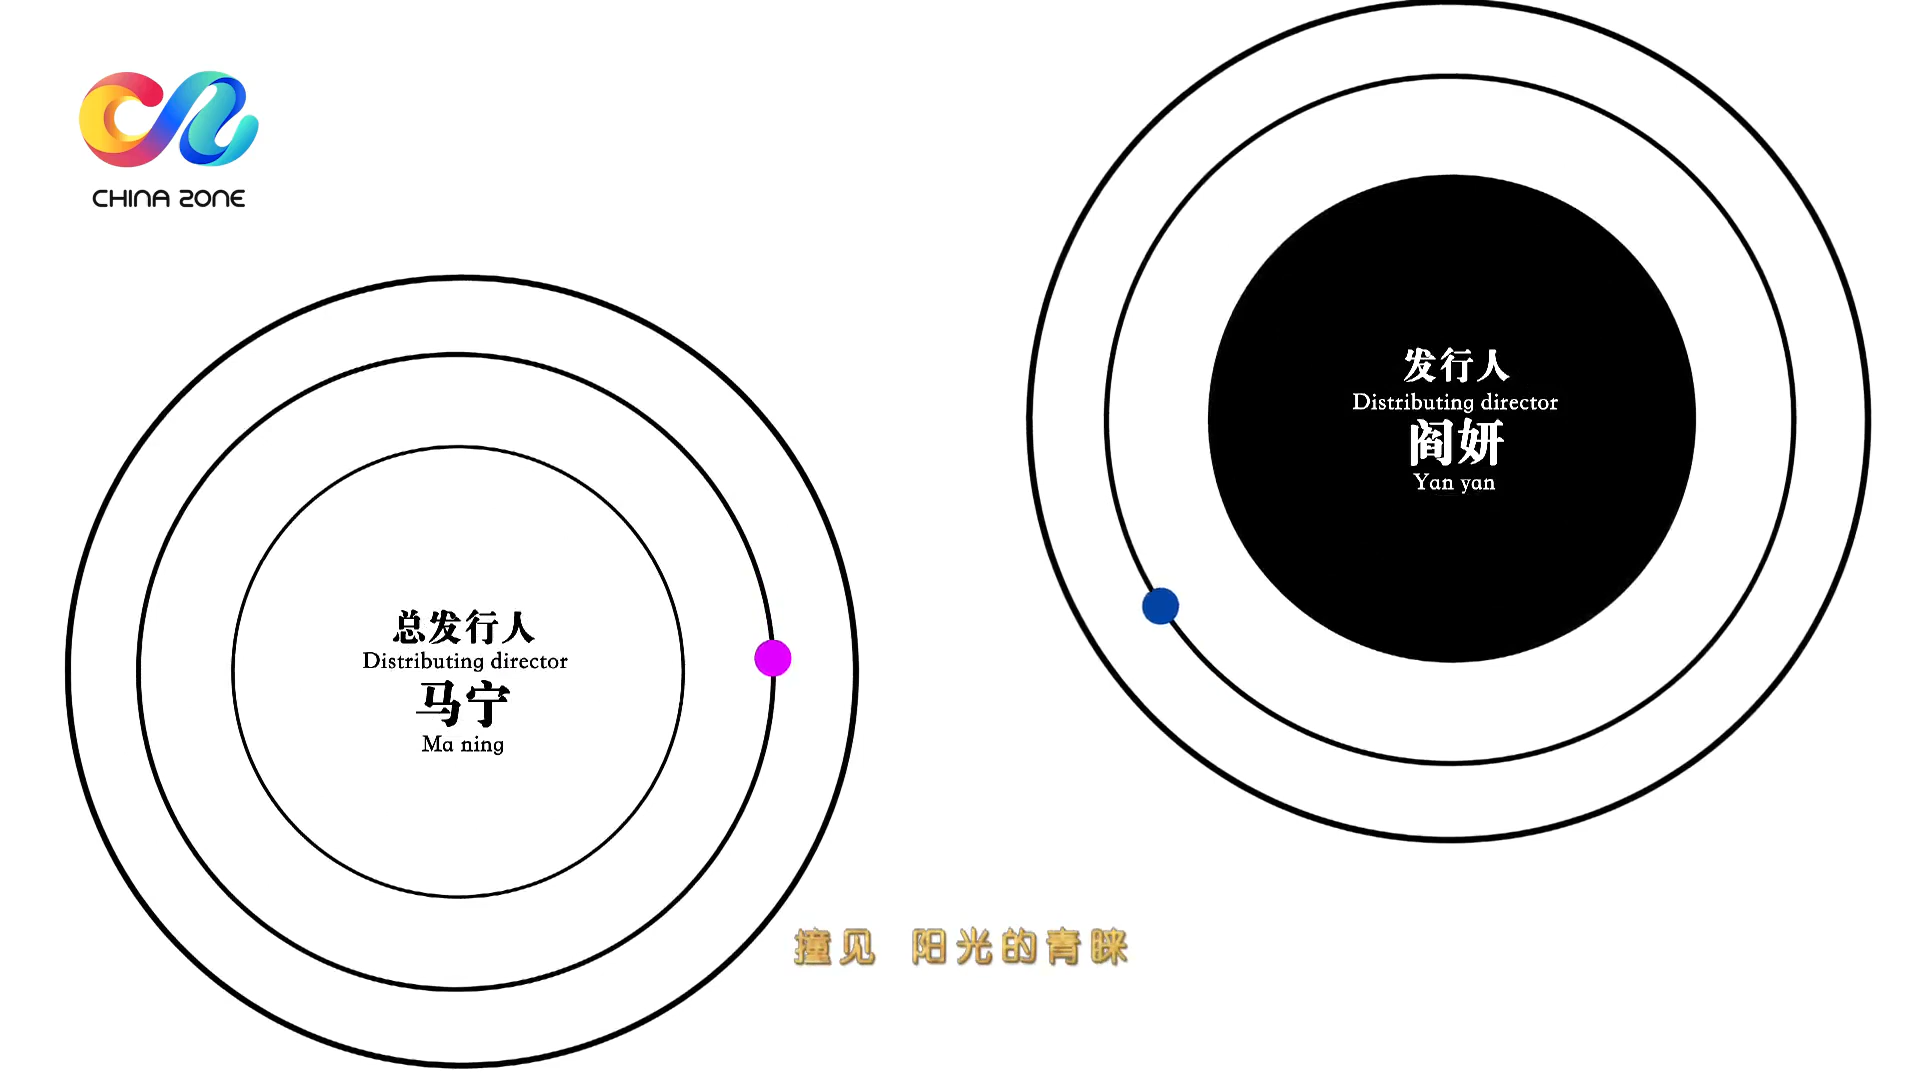 CHINA ZONE
总发行人
Distributing director
马宁
Ma ning
发行人
Distributing director
阎妍
Yan yan
撞见 阳光的青睐